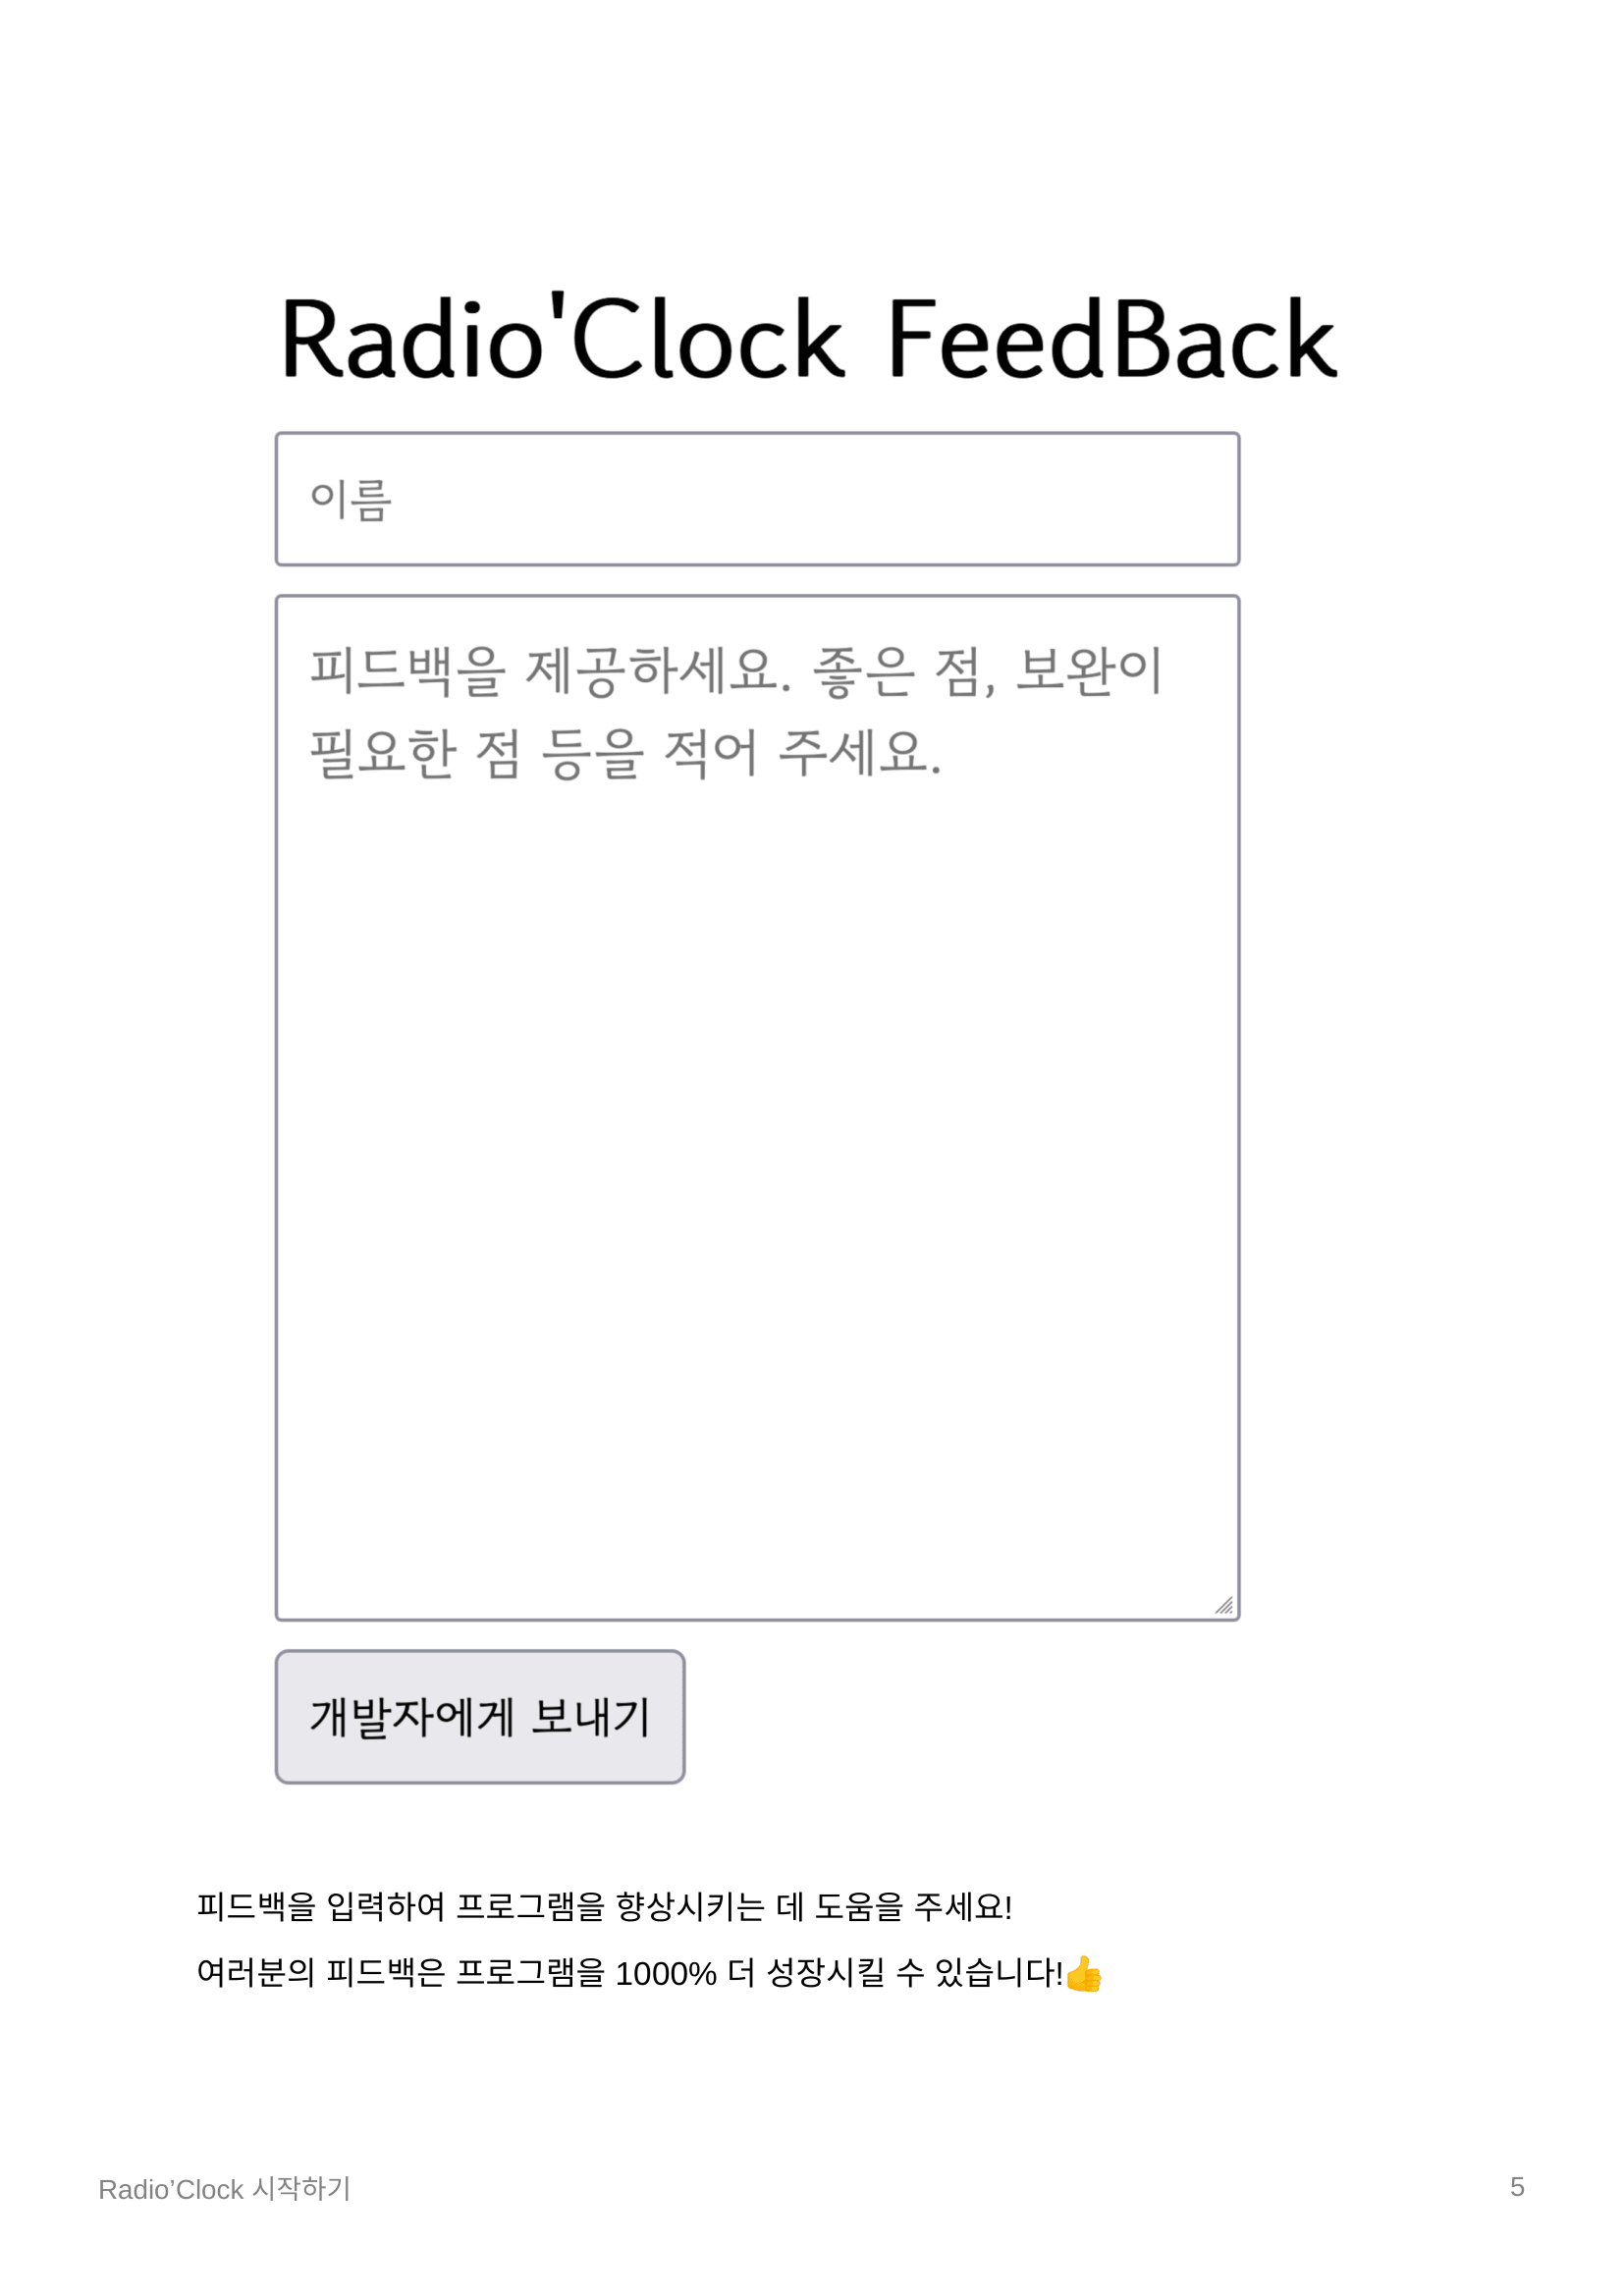 Radio'Clock FeedBack
이름
피드백을 제공하세요. 좋은 점, 보완이
필요한 점 등을 적어 주세요.
개발자에게 보내기
피드백을 입력하여 프로그램을 향상시키는 데 도움을 주세요!
여러분의 피드백은 프로그램을 1000% 더 성장시킬 수 있습니다!👍
Radio’Clock 시작하기
5